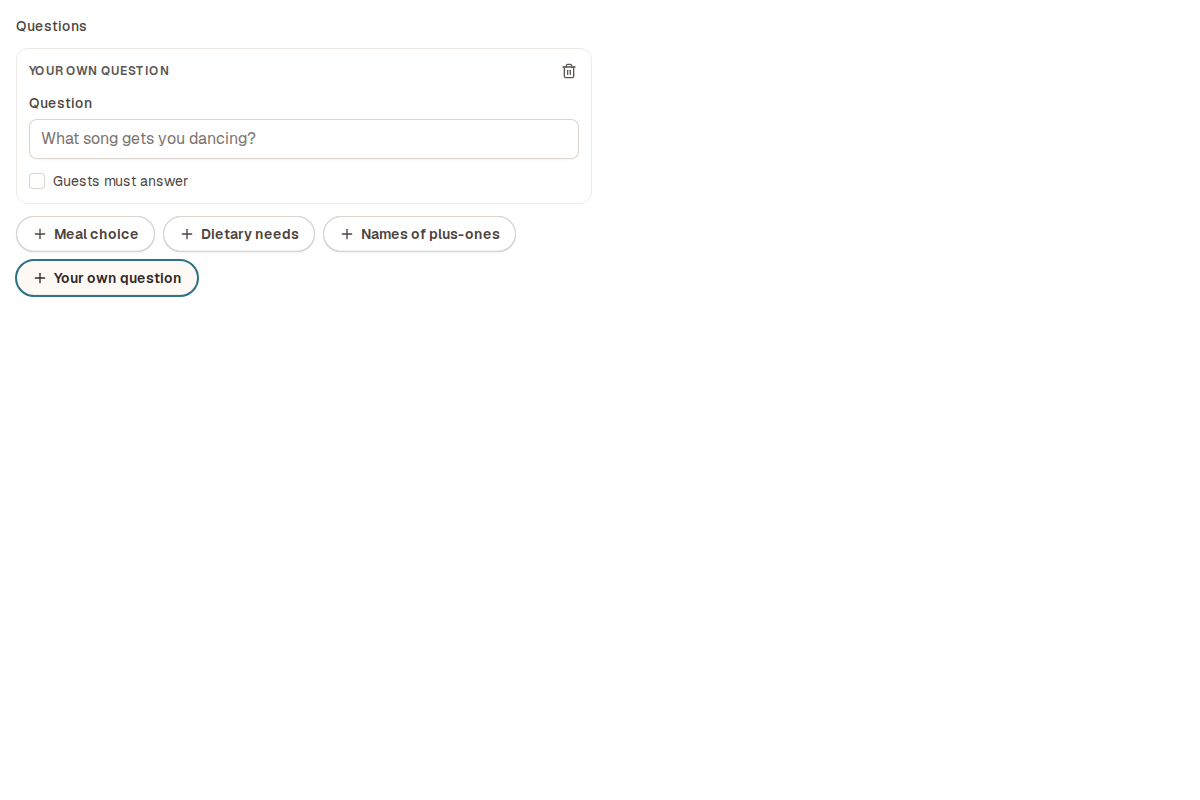 Questions
YOUR OWN QUESTION
Question
What song gets you dancing?
Guests must answer
Meal choice
Dietary needs
Names of plus-ones
Your own question